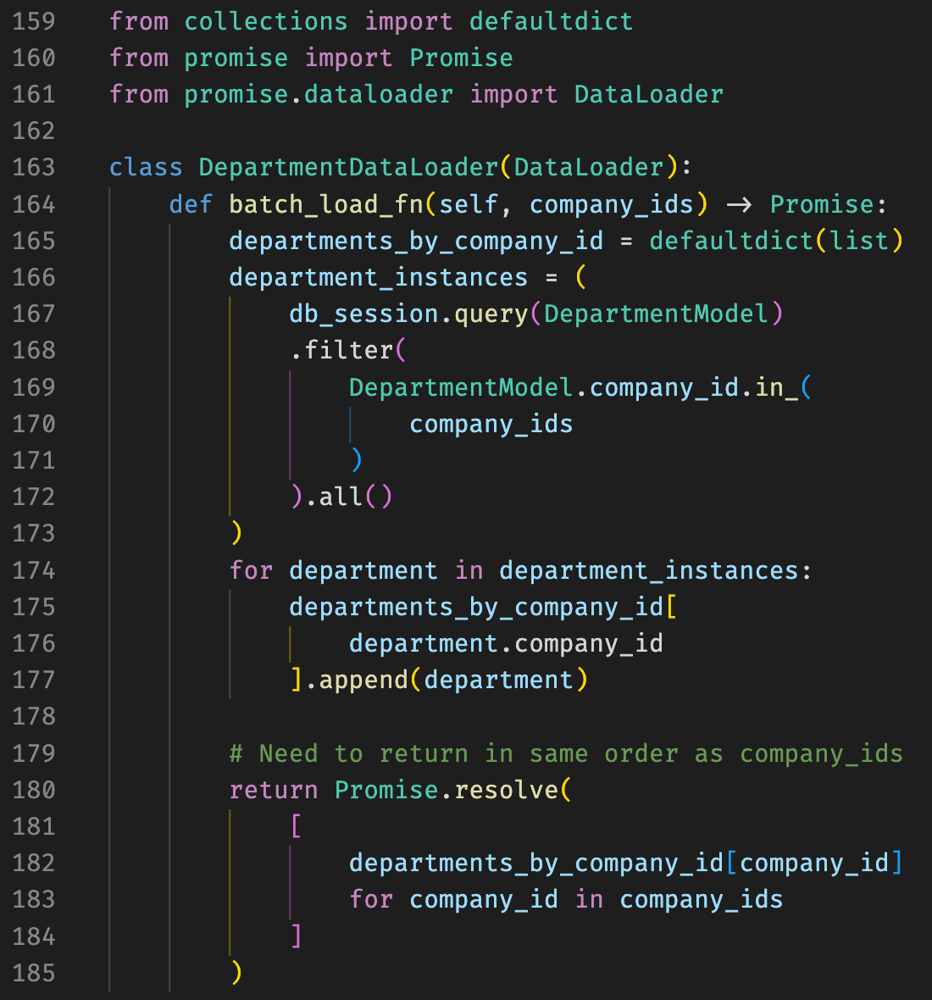 159 from collections import defaultdict
160 from promise import Promise
161 from promise.dataloader import DataLoader
162
163 class DepartmentDataLoader(DataLoader):
164     def batch_load_fn(self, company_ids) -> Promise:
165         departments_by_company_id = defaultdict(list)
166         department_instances = (
167             db_session.query(DepartmentModel)
168             .filter(
169                 DepartmentModel.company_id.in_(
170                     company_ids
171                 )
172             ).all()
173         )
174         for department in department_instances:
175             departments_by_company_id[
176                 department.company_id
177             ].append(department)
178
179         # Need to return in same order as company_ids
180         return Promise.resolve(
181             [
182                 departments_by_company_id[company_id]
183                 for company_id in company_ids
184             ]
185         )